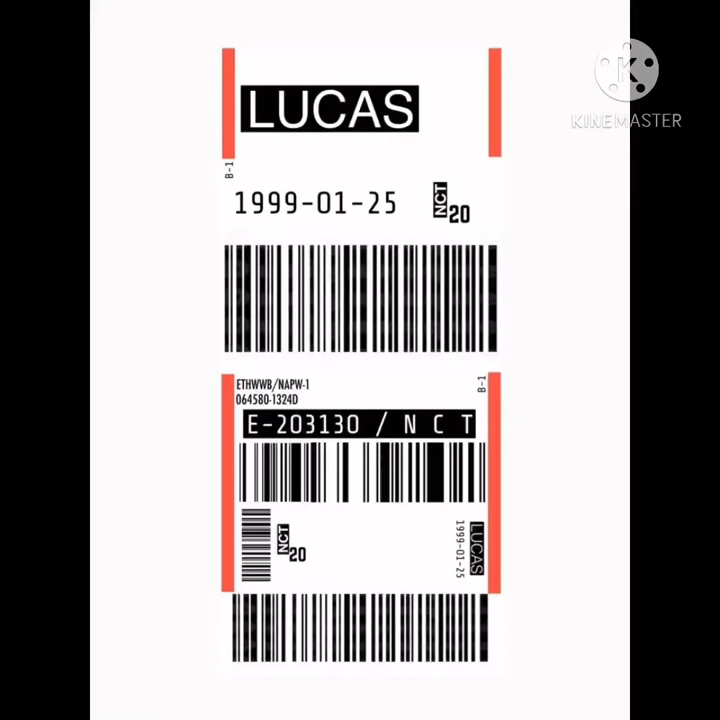 LUCAS
KINEMASTER
B-1
1999-01-25
NCT
20
ETHWWB/NAPW-1
064580-1324D
B-1
E-203130 / N C T
NCT
20
LUCAS
1999-01-25